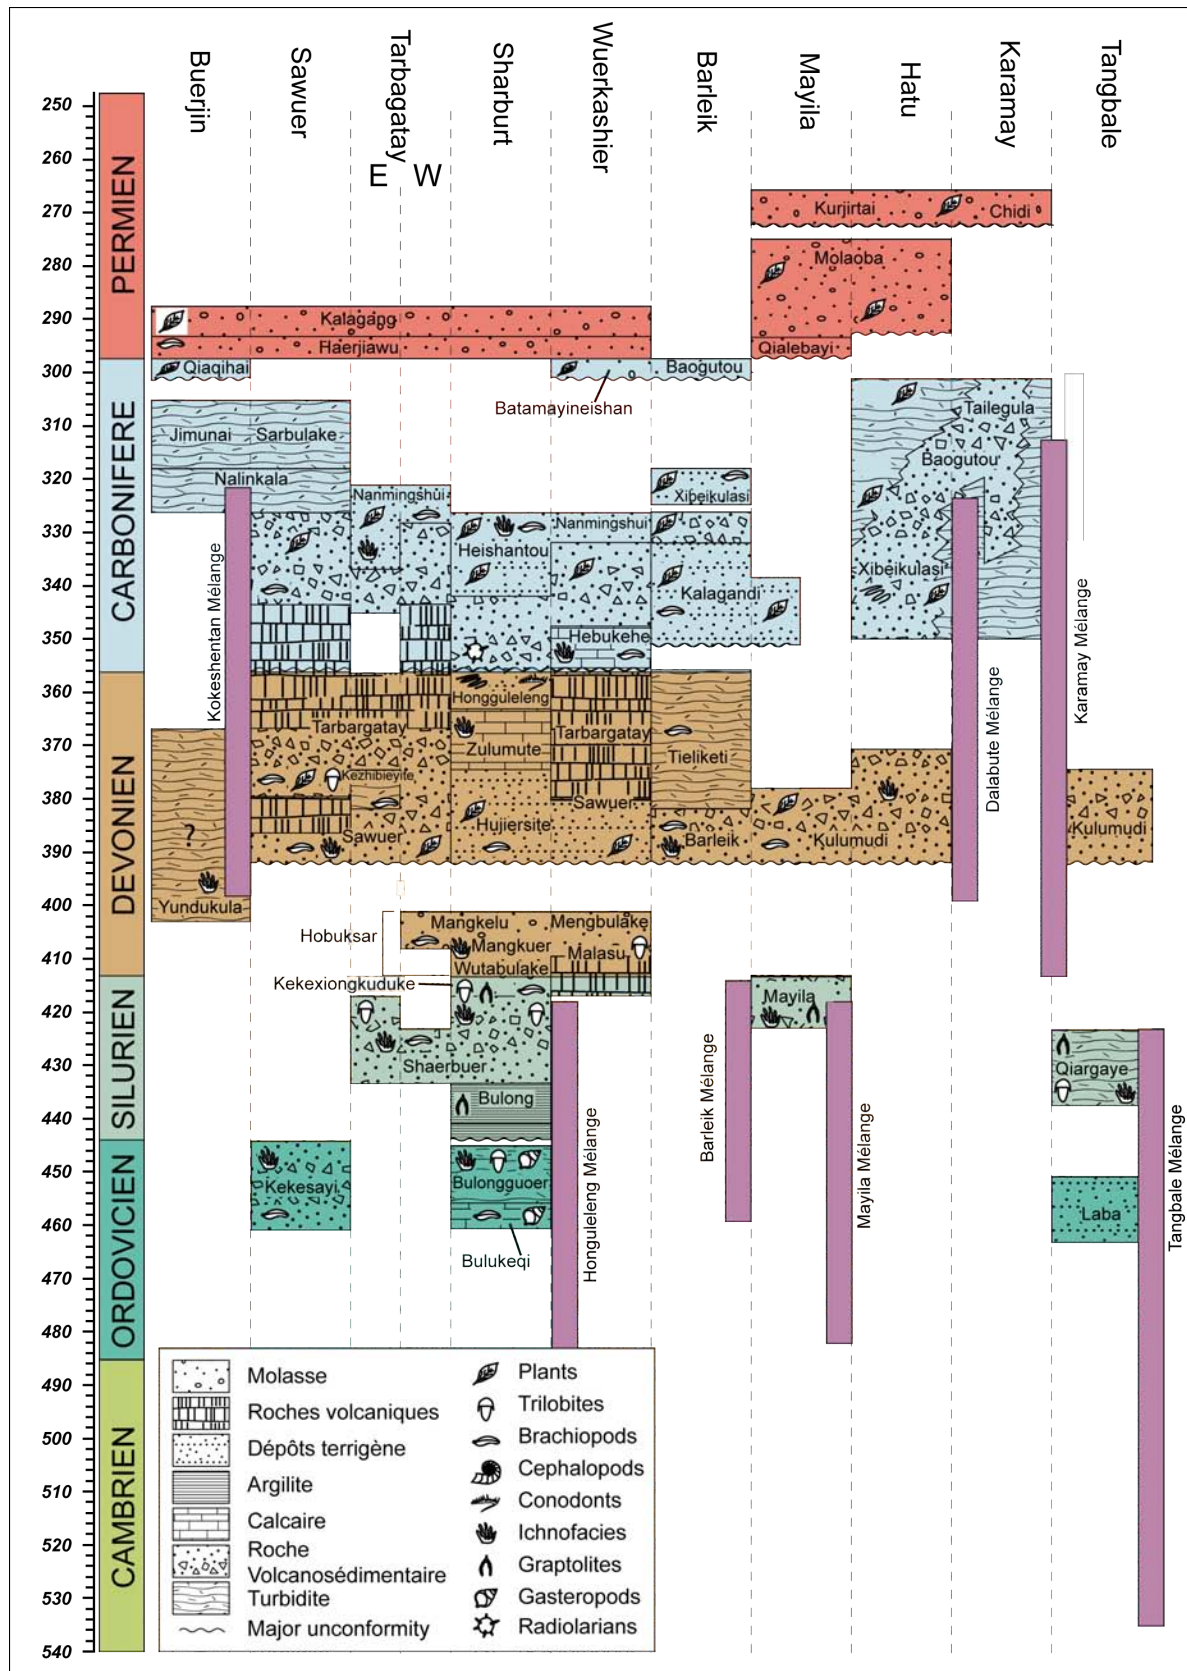 Buerjin
Sawuer
Tarbagatay
E W
Sharburt
Wuerkashier
Barleik
Mayila
Hatu
Karamay
Tangbale
250
260
270
280
290
300
310
320
330
340
350
360
370
380
390
400
410
420
430
440
450
460
470
480
490
500
510
520
530
540
PERMIEN
CARBONIFERE
DEVONIEN
SILURIEN
ORDOVICIEN
CAMBRIEN
Kurjirtai
Chidi
Molaoba
Qialebayi
Kalagang
Haerjiawu
Qiaqihai
Baogutou
Batamayineishan
Jimunai
Sarbulake
Nalinkala
Tailegula
Baogutou
Xibeikulasi
Nanmingshui
Heishantou
Nanmingshui
Xibeikulasi
Kalagandi
Hebukehe
Kokeshentan Mélange
Dalabute Mélange
Karamay Mélange
Hongguleleng
Tarbargatay
Zulumute
Tarbargatay
Tieliketi
Kezhibieyite
Sawuer
Sawuer
Hujiersite
Barleik
Kulumudi
Kulumudi
?
Yundukula
Hobuksar
Mangkelu
Mengbulake
Mangkuer
Malasu
Wutabulake
Kekexiongkuduke
Mayila
Shaerbuer
Bulong
Qiargaye
Kekesayi
Bulongguoer
Laba
Bulukeqi
Honguleleng Mélange
Barleik Mélange
Mayila Mélange
Tangbale Mélange
Molasse
Roches volcaniques
Dépôts terrigène
Argilite
Calcaire
Roche
Volcanosédimentaire
Turbidite
Major unconformity
Plants
Trilobites
Brachiopods
Cephalopods
Conodonts
Ichnofacies
Graptolites
Gasteropods
Radiolarians